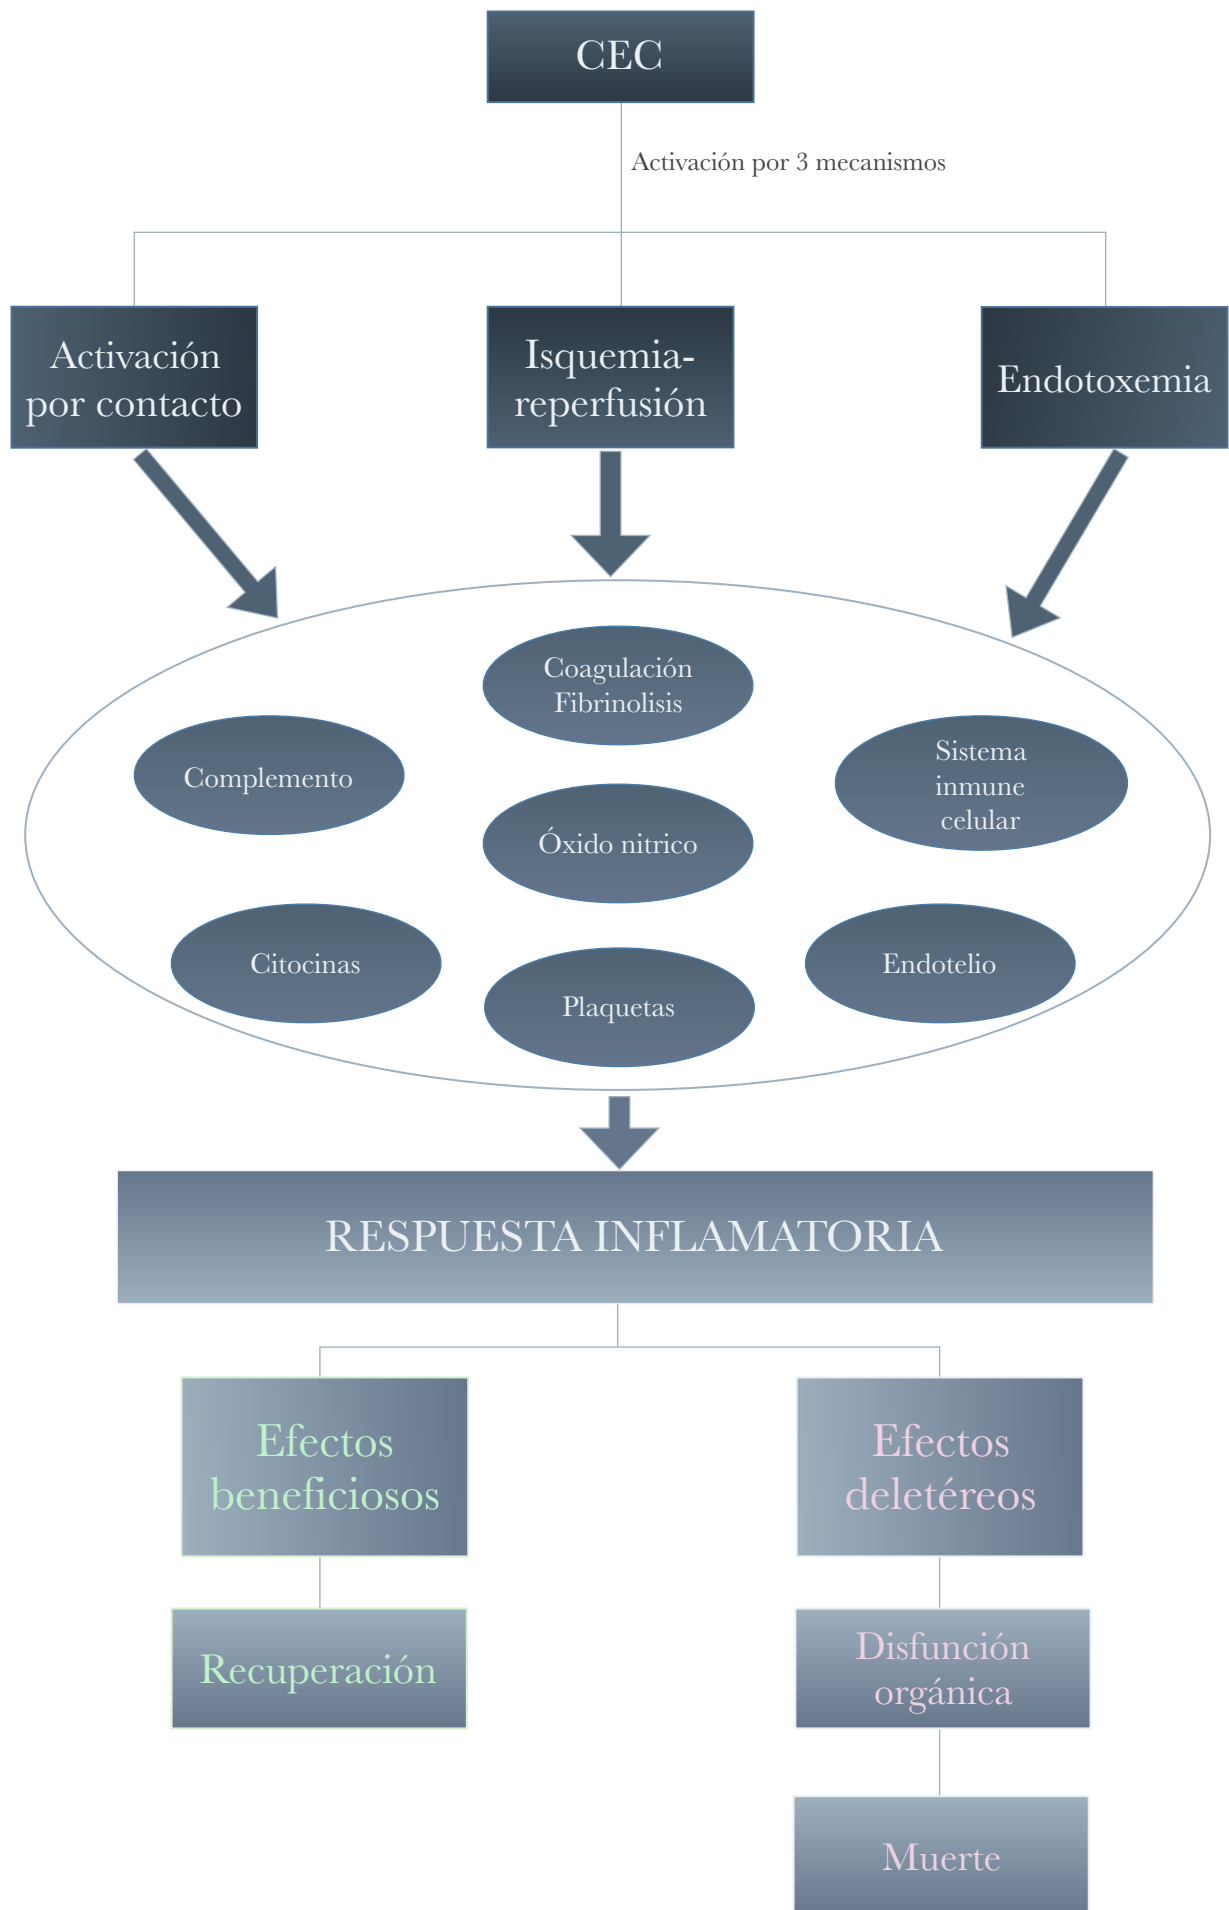 CEC
Activación por 3 mecanismos
Activación
por contacto
Isquemia-
reperfusión
Endotoxemia
Coagulación
Fibrinolisis
Complemento
Sistema
inmune
celular
Óxido nitrico
Citocinas
Plaquetas
Endotelio
RESPUESTA INFLAMATORIA
Efectos
beneficiosos
Efectos
deletéreos
Recuperación
Disfunción
orgánica
Muerte